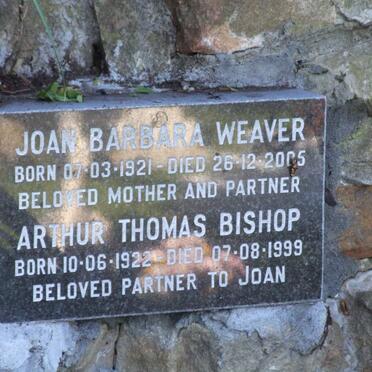 JOAN BARBARA WEAVER
BORN 07·03·1921 - DIED 26·12·2005
BELOVED MOTHER AND PARTNER
ARTHUR THOMAS BISHOP
BORN 10·06·1922 - DIED 07·08·1999
BELOVED PARTNER TO JOAN